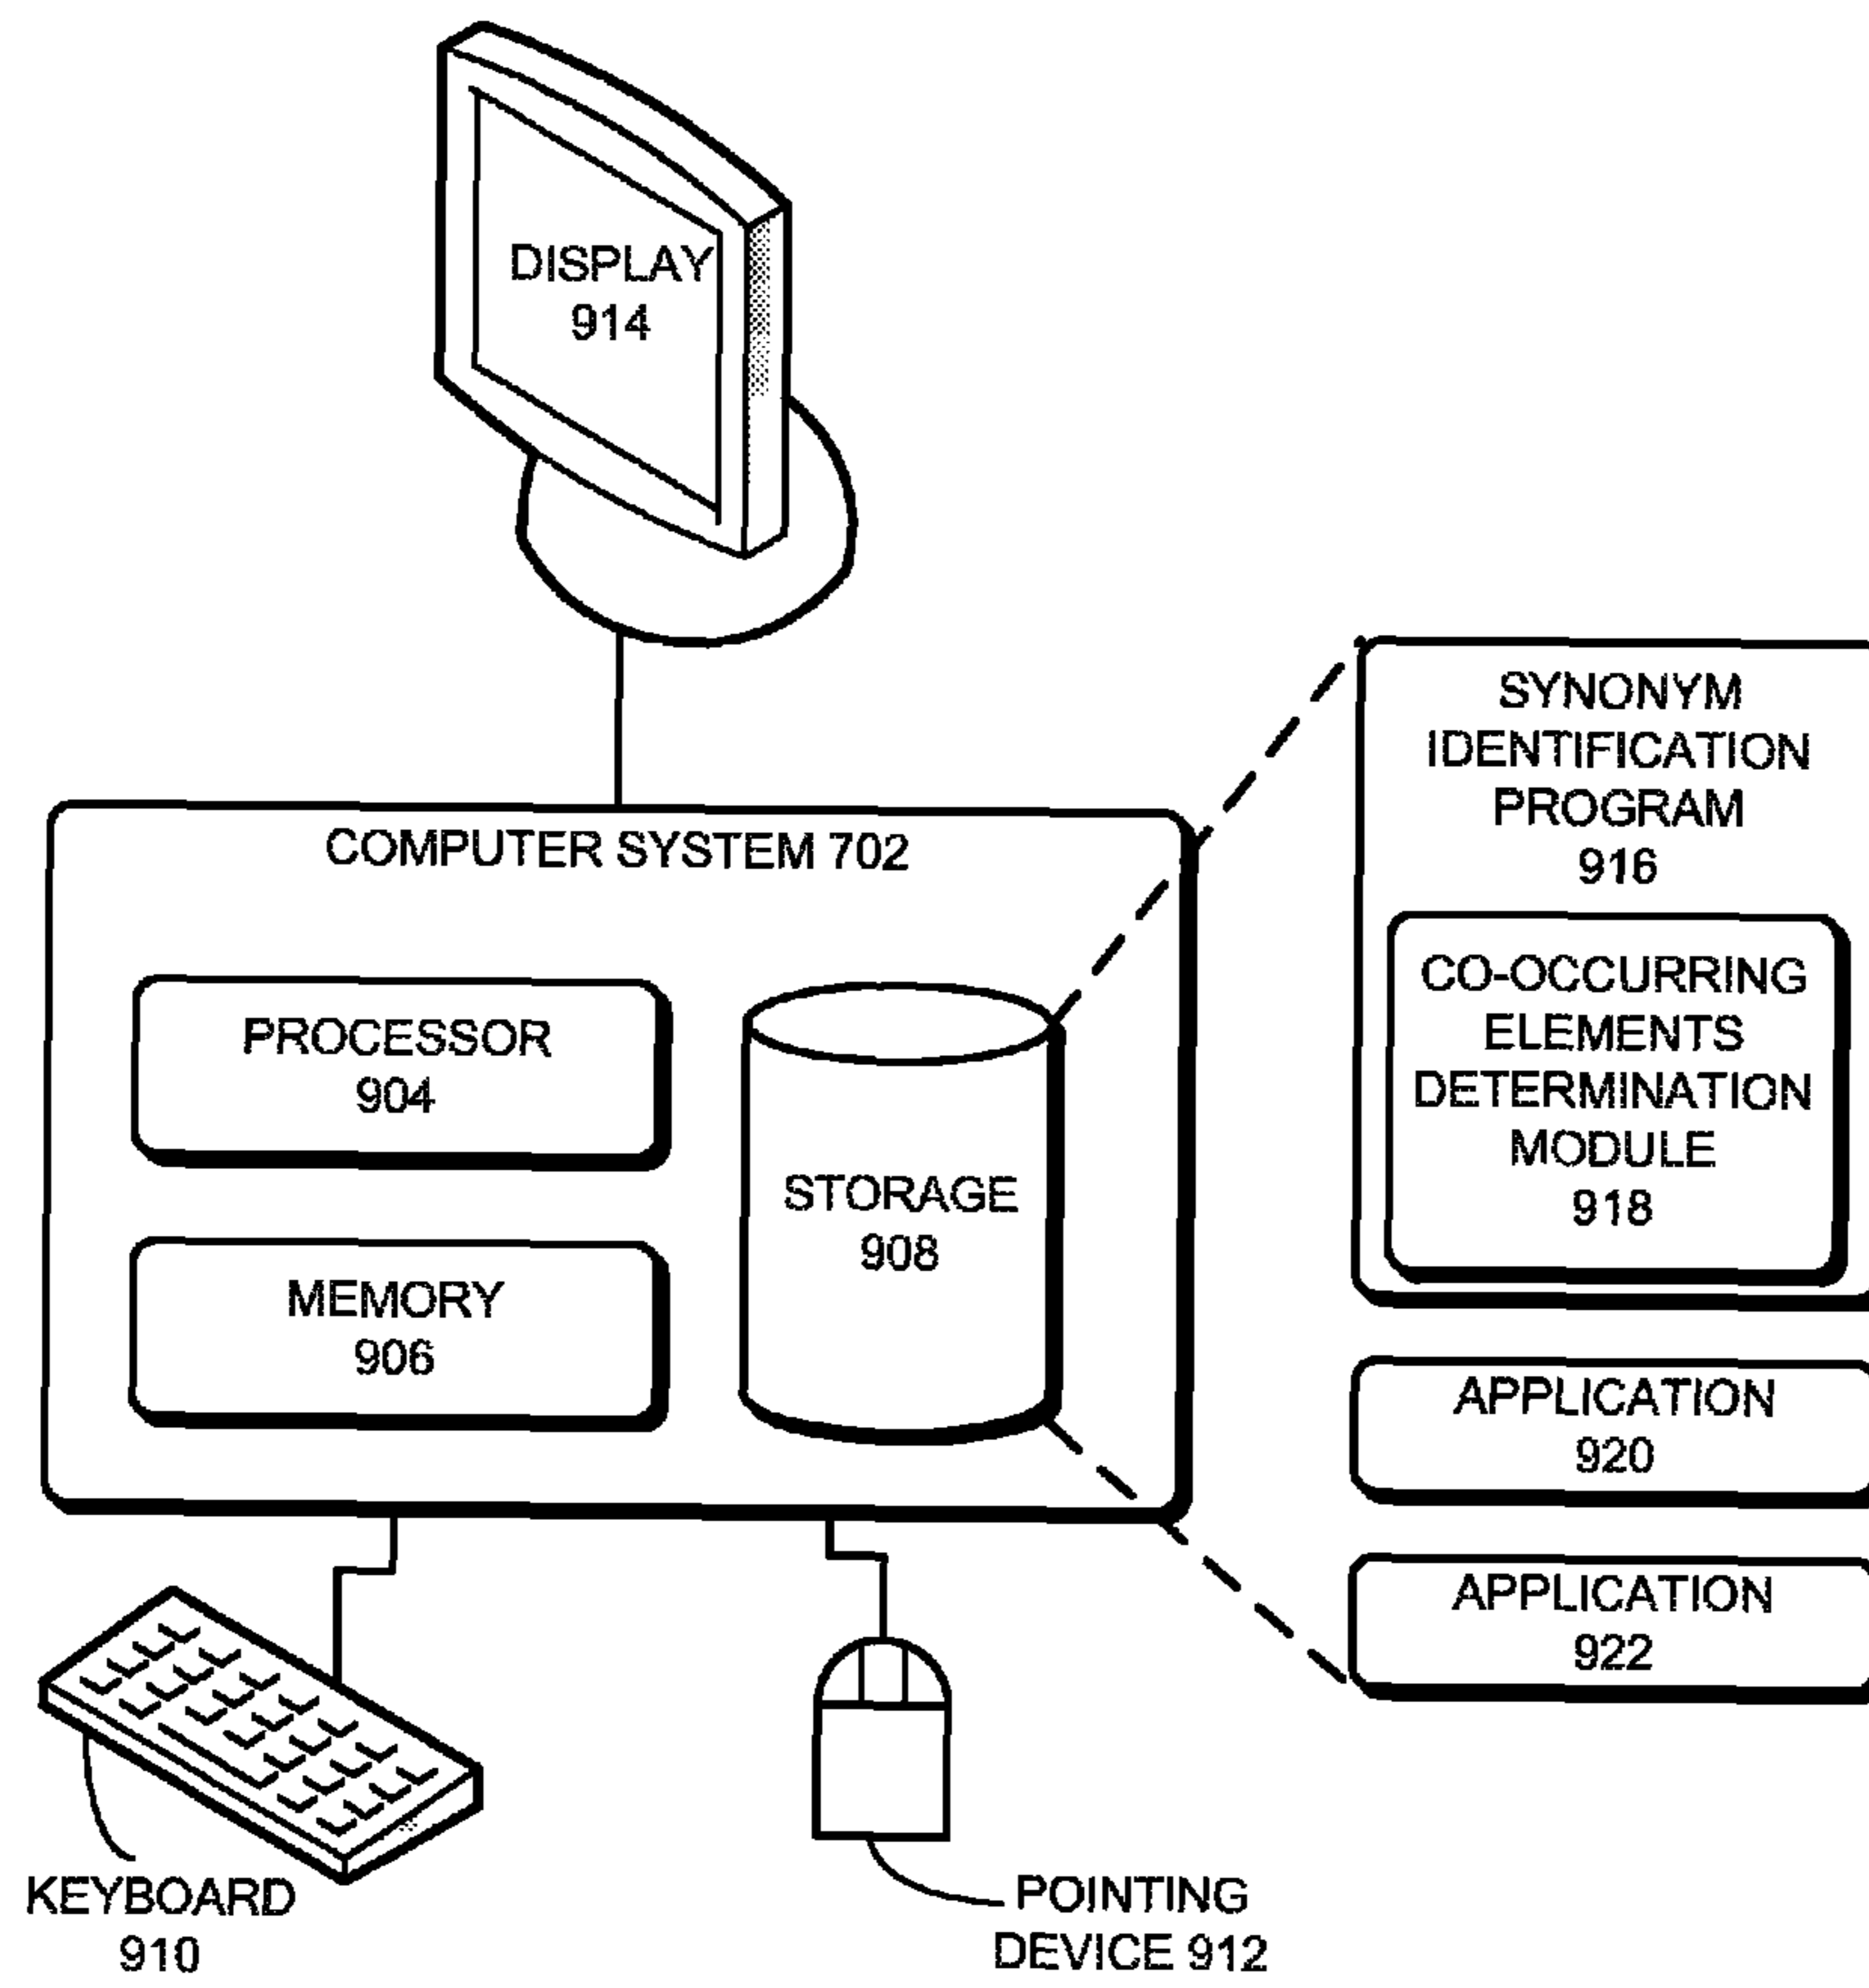 DISPLAY
914
COMPUTER SYSTEM 702
PROCESSOR
904
MEMORY
906
STORAGE
908
SYNONYM
IDENTIFICATION
PROGRAM
916
CO-OCCURRING
ELEMENTS
DETERMINATION
MODULE
918
APPLICATION
920
APPLICATION
922
KEYBOARD
910
POINTING
DEVICE 912